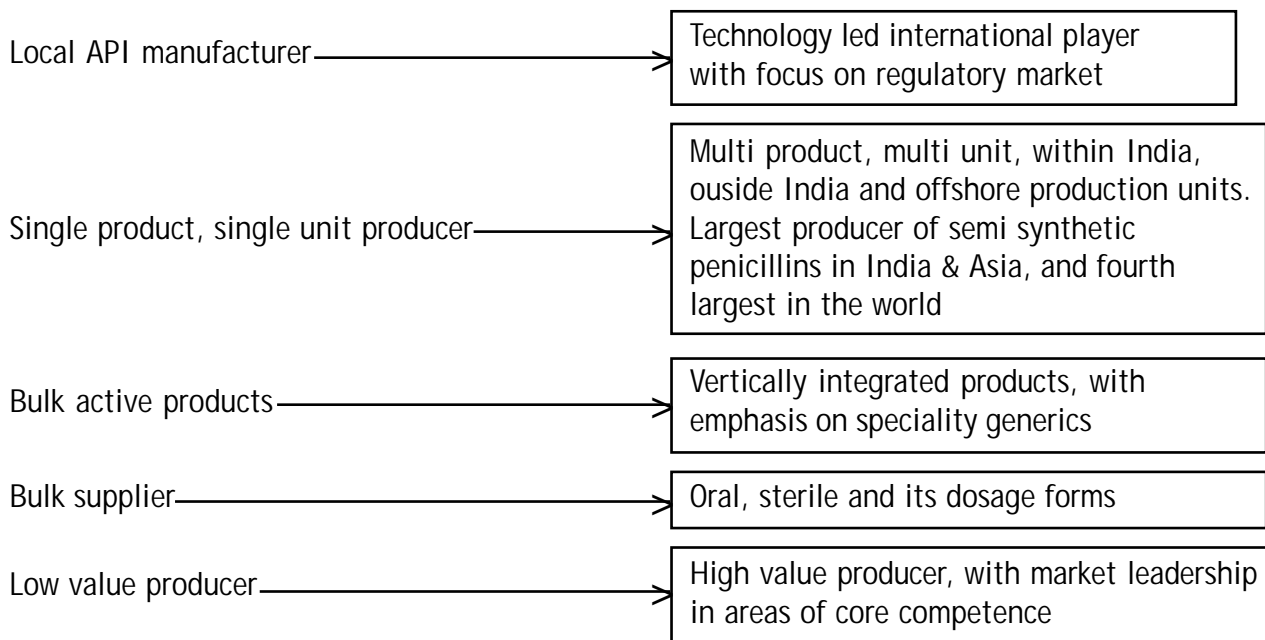 Local API manufacturer
Technology led international player
with focus on regulatory market
Single product, single unit producer
Multi product, multi unit, within India,
ouside India and offshore production units.
Largest producer of semi synthetic
penicillins in India & Asia, and fourth
largest in the world
Bulk active products
Vertically integrated products, with
emphasis on speciality generics
Bulk supplier
Oral, sterile and its dosage forms
Low value producer
High value producer, with market leadership
in areas of core competence